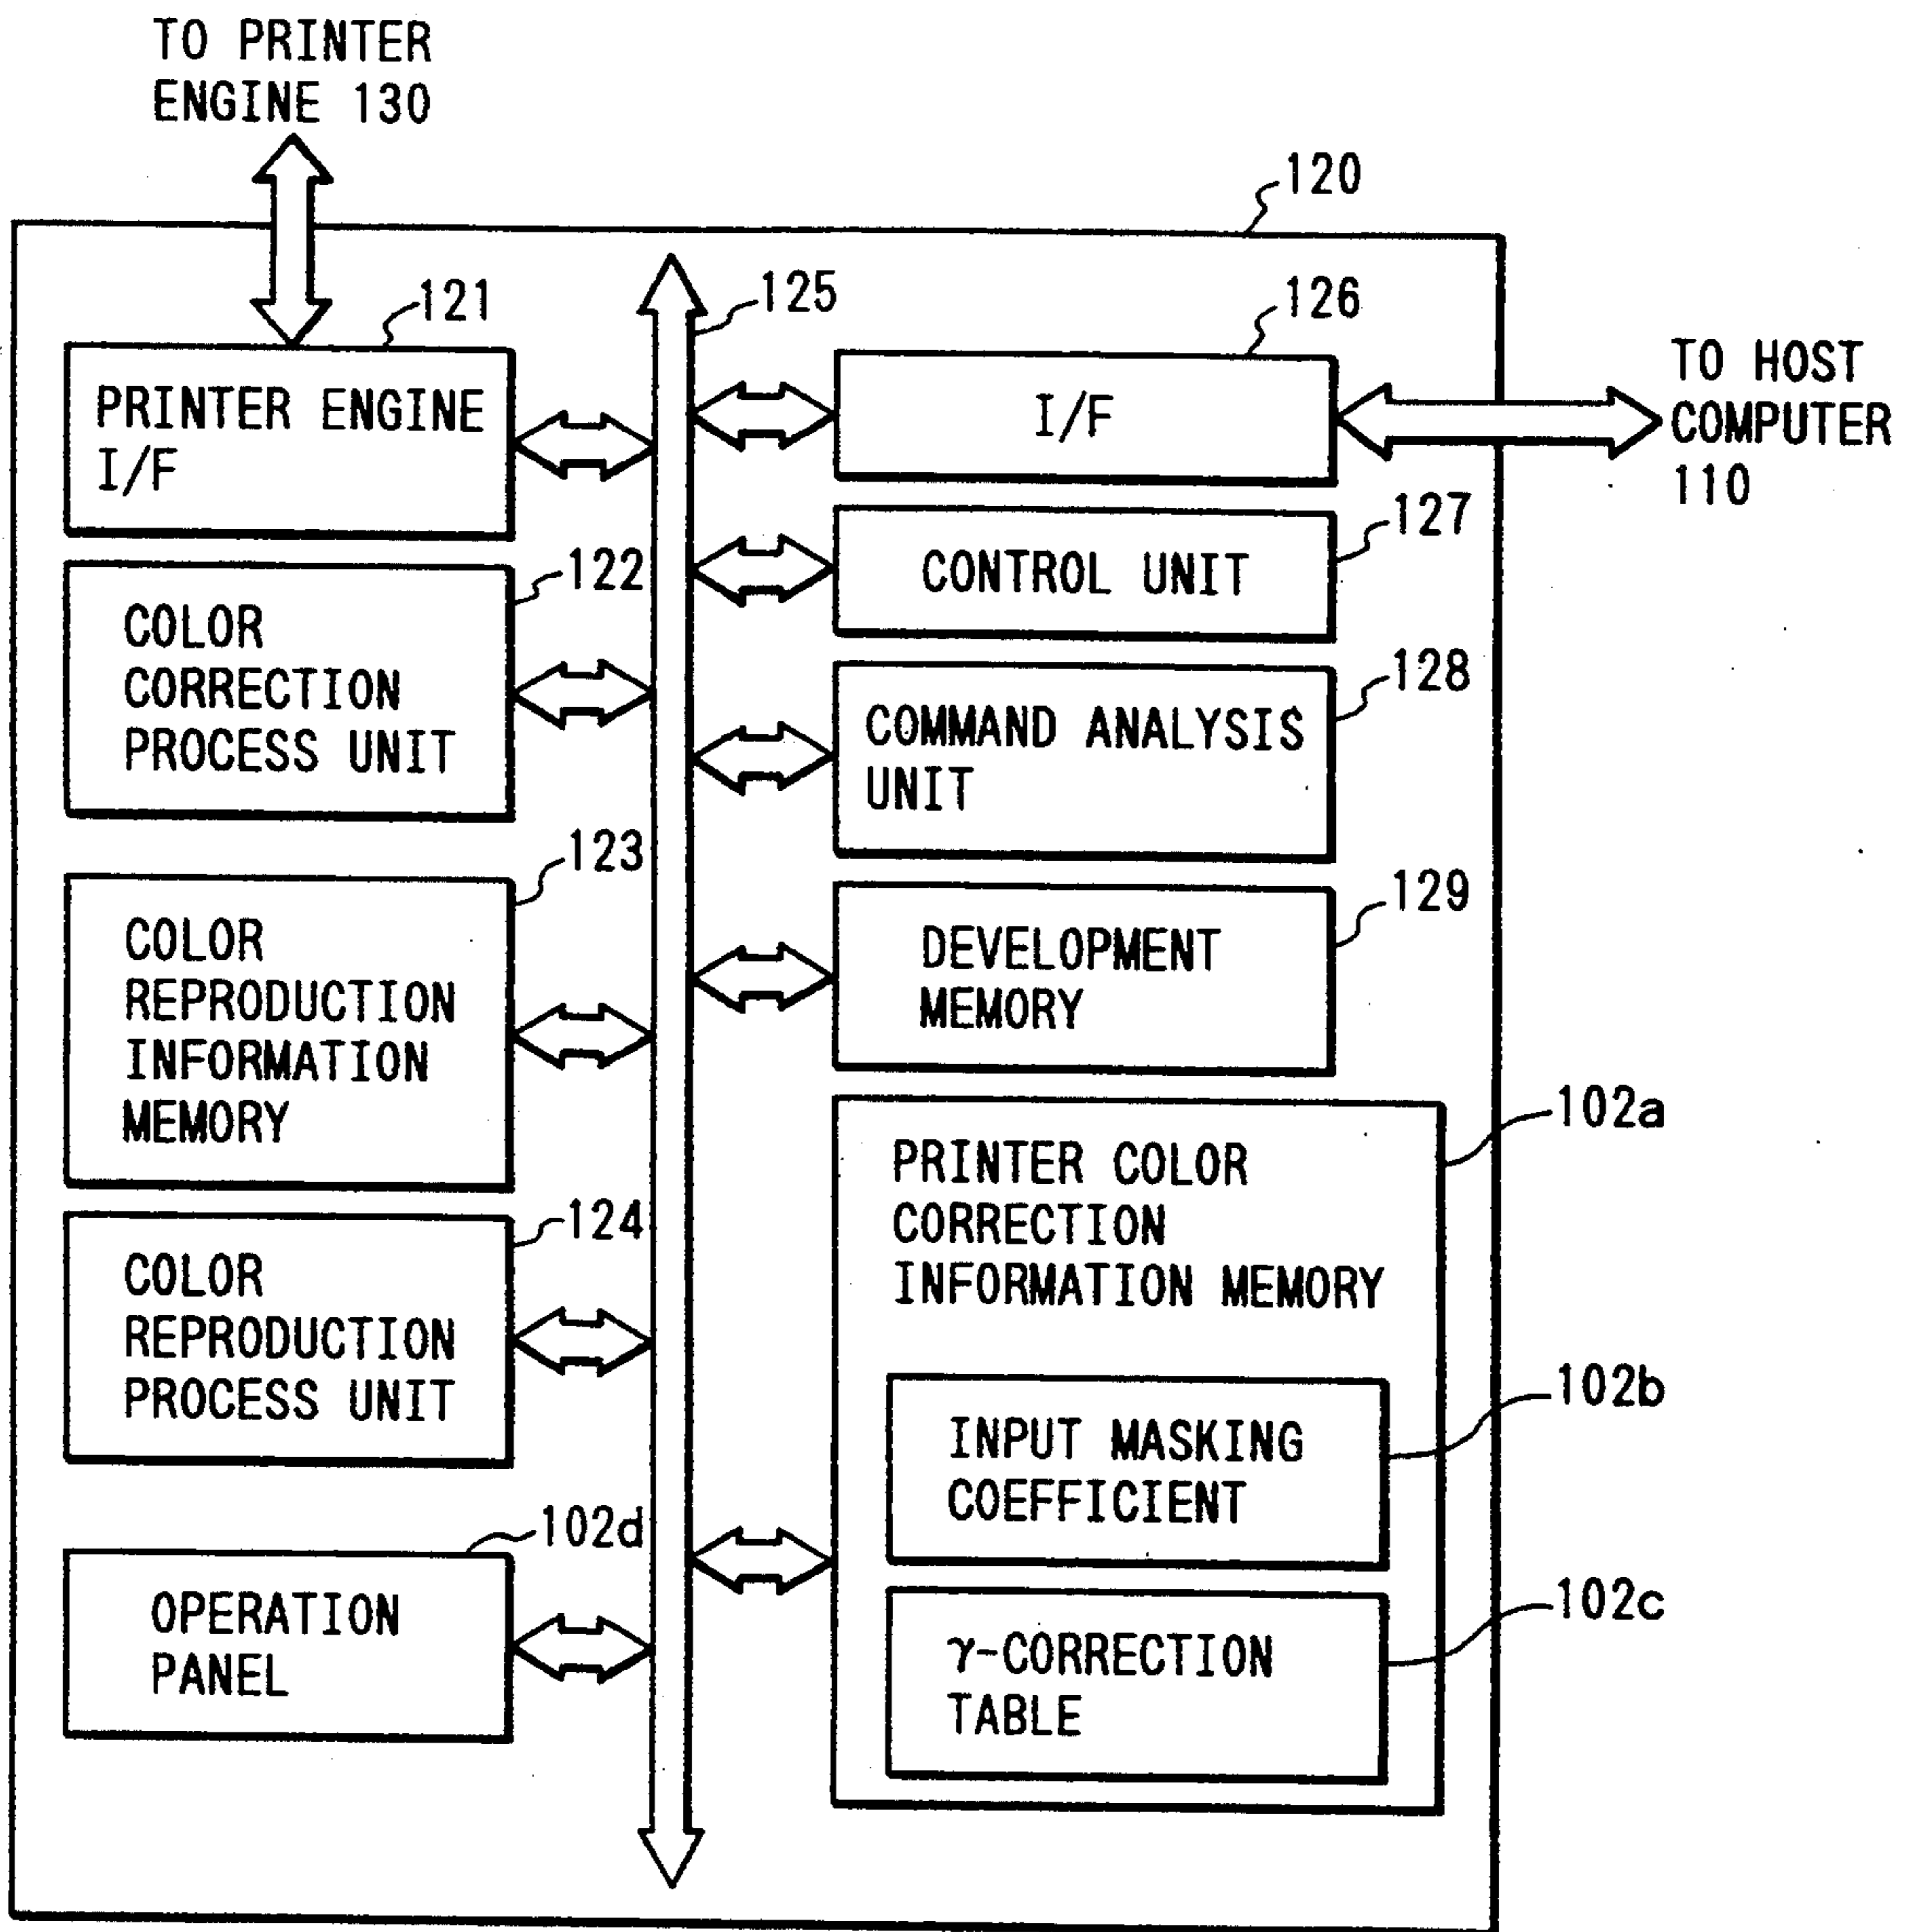 TO PRINTER
ENGINE 130
120
121
125
126
PRINTER ENGINE
I/F
I/F
TO HOST
COMPUTER
110
122
127
COLOR
CORRECTION
PROCESS UNIT
CONTROL UNIT
128
COMMAND ANALYSIS
UNIT
123
129
COLOR
REPRODUCTION
INFORMATION
MEMORY
DEVELOPMENT
MEMORY
102a
PRINTER COLOR
CORRECTION
INFORMATION MEMORY
124
COLOR
REPRODUCTION
PROCESS UNIT
102b
INPUT MASKING
COEFFICIENT
102d
OPERATION
PANEL
102c
γ-CORRECTION
TABLE